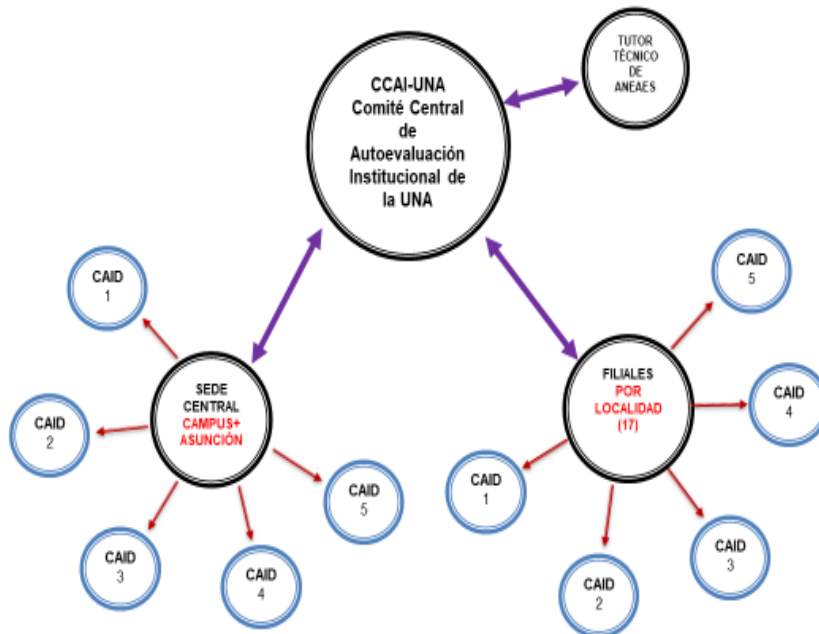 TUTOR
TÉCNICO
DE
ANEAES
CCAI-UNA
Comité Central
de
Autoevaluación
Institucional de
la UNA
CAID
1
CAID
2
CAID
3
CAID
4
CAID
5
SEDE
CENTRAL
CAMPUS+
ASUNCIÓN
FILIALES
POR
LOCALIDAD
(17)
CAID
5
CAID
4
CAID
1
CAID
3
CAID
2